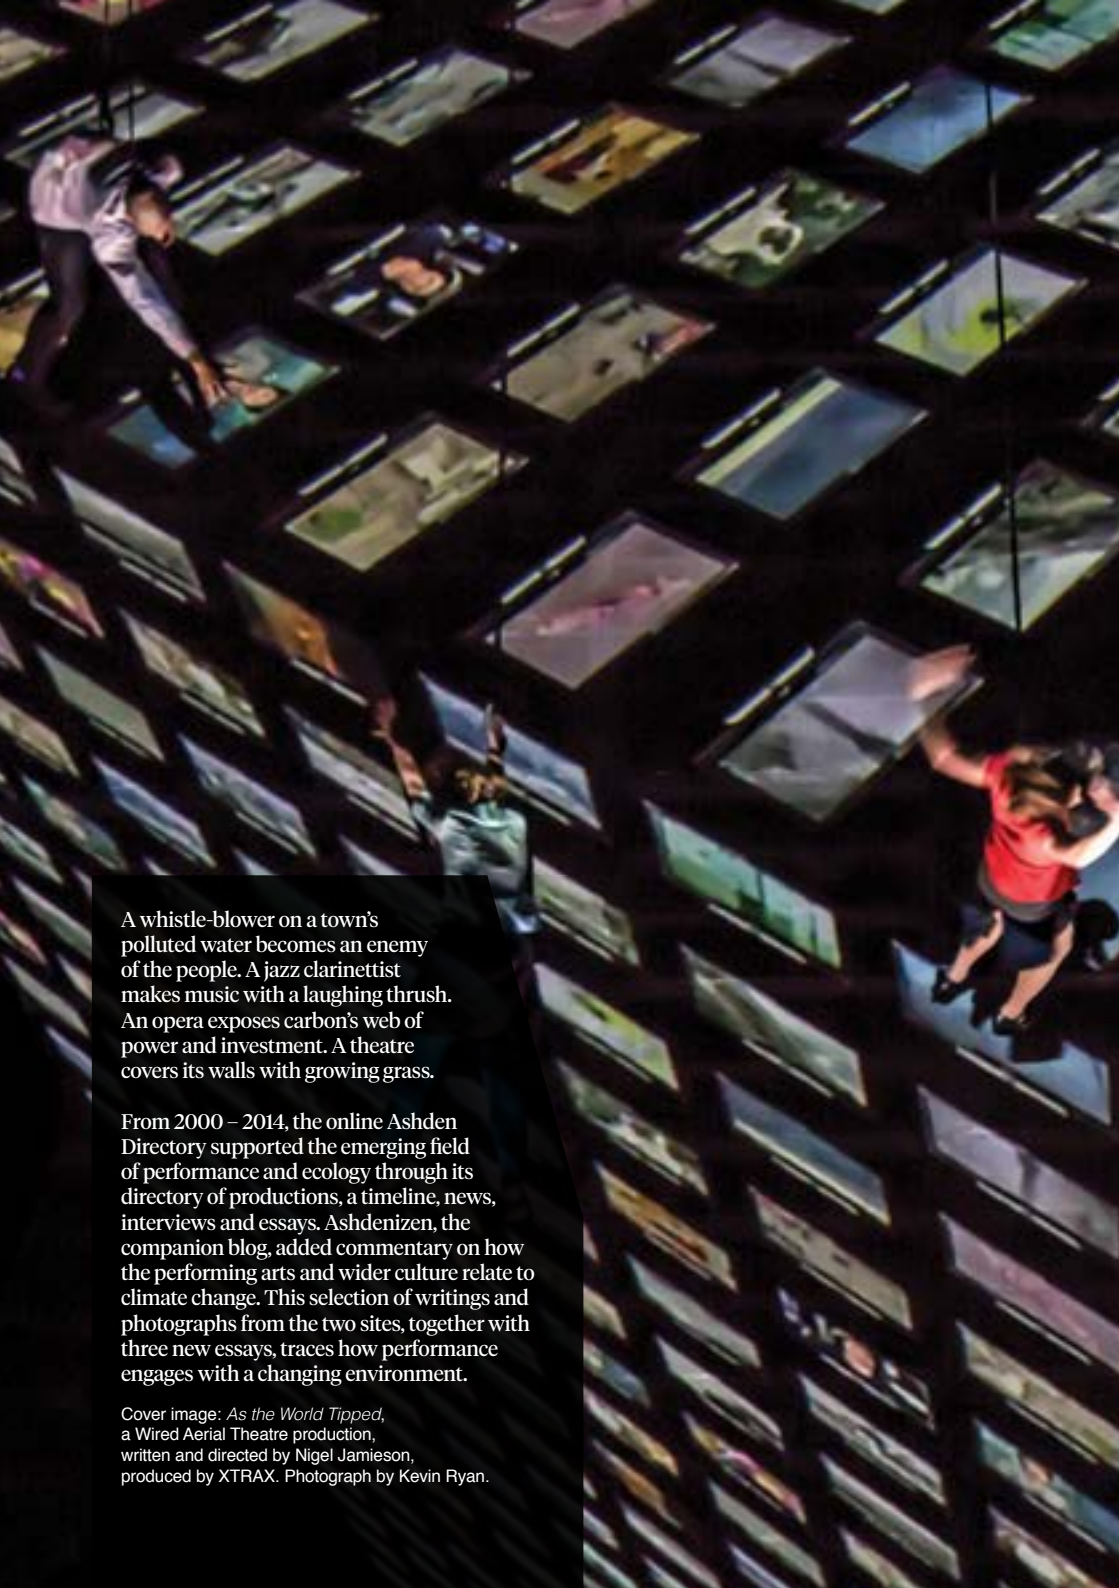 A whistle-blower on a town’s
polluted water becomes an enemy
of the people. A jazz clarinettist
makes music with a laughing thrush.
An opera exposes carbon’s web of
power and investment. A theatre
covers its walls with growing grass.
From 2000 – 2014, the online Ashden
Directory supported the emerging field
of performance and ecology through its
directory of productions, a timeline, news,
interviews and essays. Ashdenizen, the
companion blog, added commentary on how
the performing arts and wider culture relate to
climate change. This selection of writings and
photographs from the two sites, together with
three new essays, traces how performance
engages with a changing environment.
Cover image: As the World Tipped,
a Wired Aerial Theatre production,
written and directed by Nigel Jamieson,
produced by XTRAX. Photograph by Kevin Ryan.